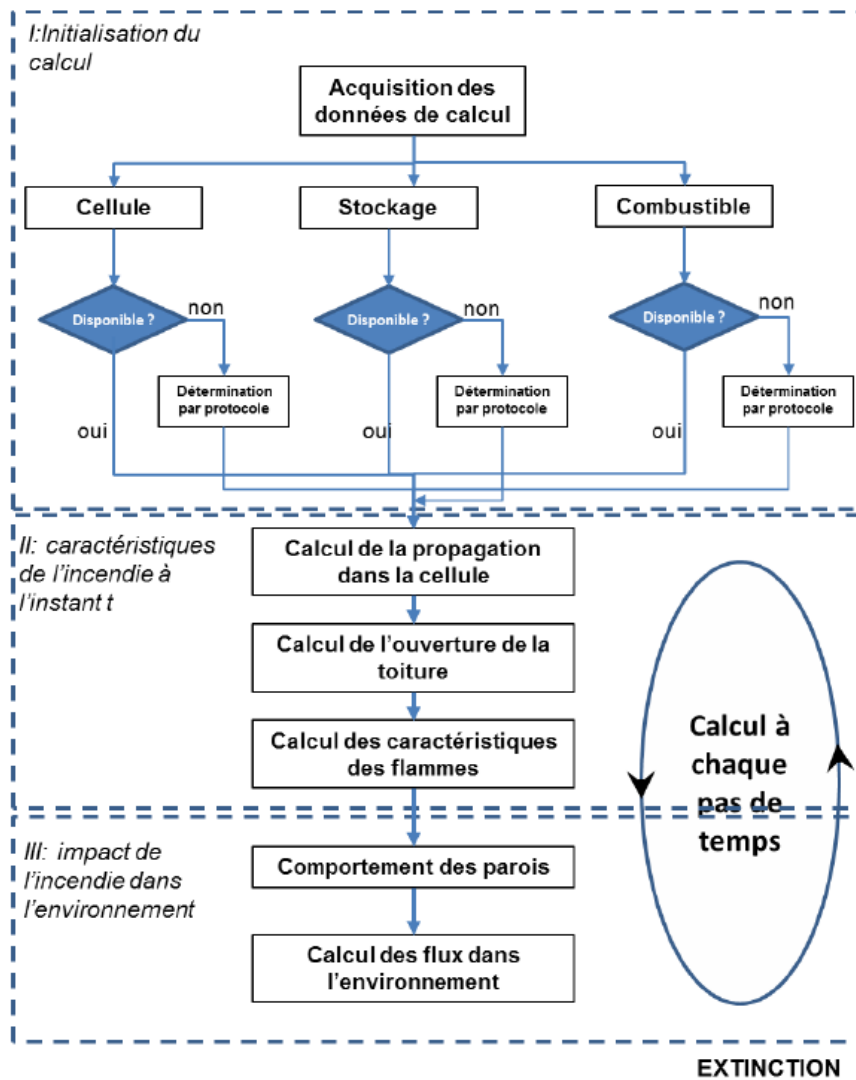 I:Initialisation du
calcul
Acquisition des
données de calcul
Cellule
Stockage
Combustible
Disponible ?
non
Disponible ?
non
Disponible ?
non
Détermination
par protocole
Détermination
par protocole
Détermination
par protocole
oui
oui
oui
II: caractéristiques
de l'incendie à
l'instant t
Calcul de la propagation
dans la cellule
Calcul de l'ouverture de la
toiture
Calcul des caractéristiques
des flammes
Calcul à
chaque
pas de
temps
III: impact de
l'incendie dans
l'environnement
Comportement des parois
Calcul des flux dans
l'environnement
EXTINCTION